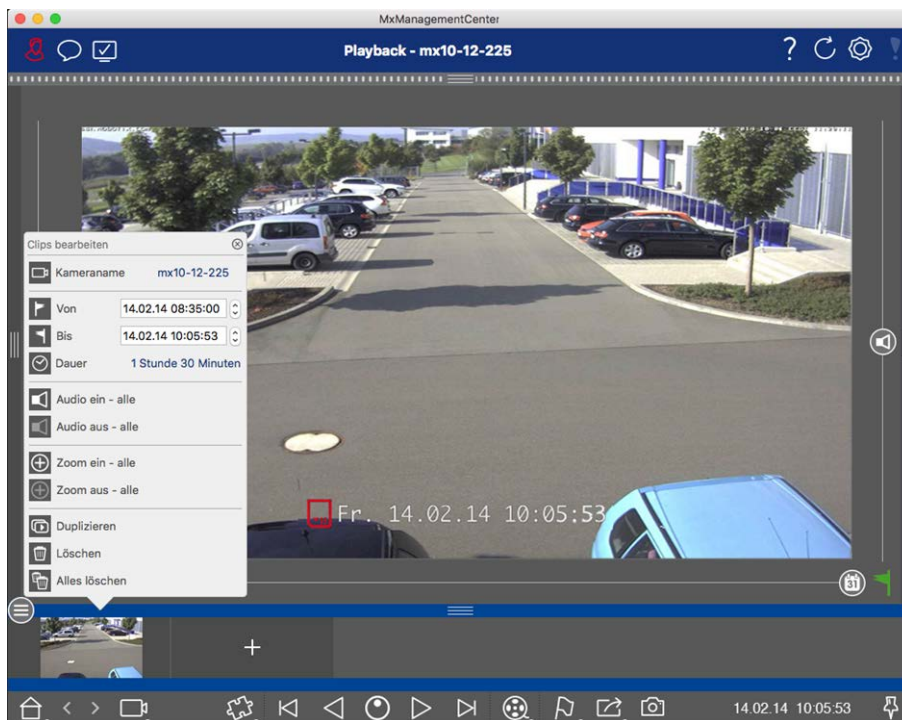 MxManagementCenter
Playback - mx10-12-225
?
Clips bearbeiten
Kameraname mx10-12-225
Von 14.02.14 08:35:00
Bis 14.02.14 10:05:53
Dauer 1 Stunde 30 Minuten
Audio ein - alle
Audio aus - alle
Zoom ein - alle
Zoom aus - alle
Duplizieren
Löschen
Alles löschen
Fr. 14.02.14 10:05:53
31
+
14.02.14 10:05:53